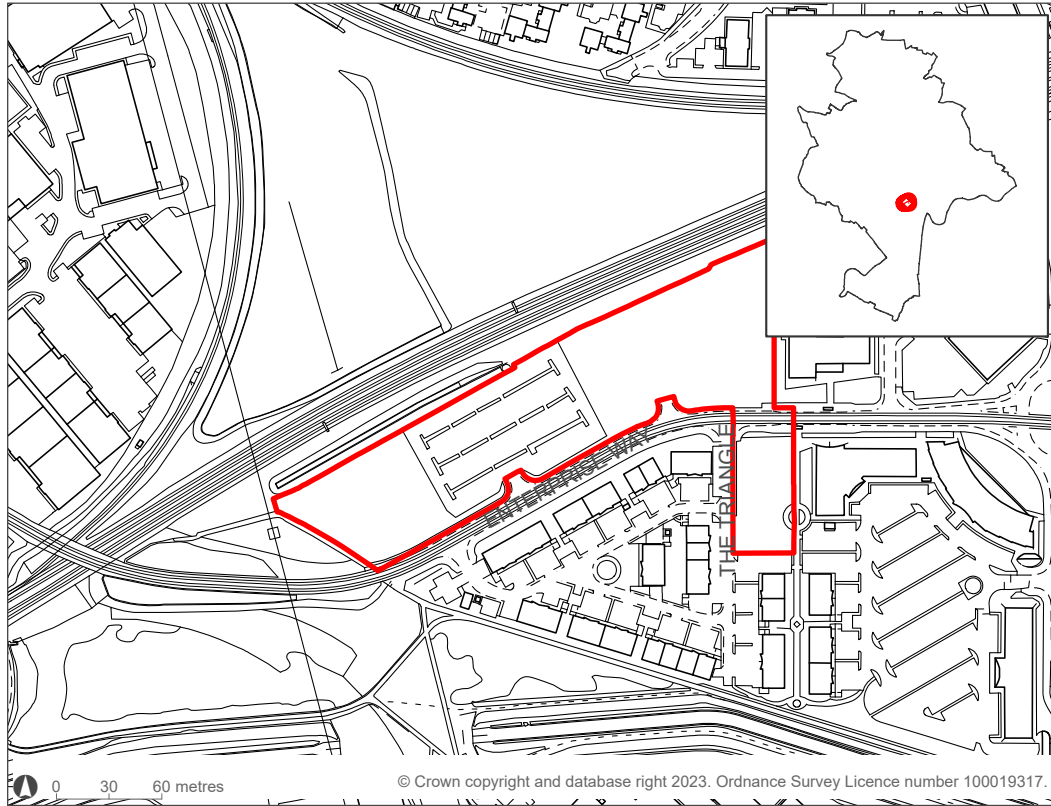 ENTERPRISE WAY
THE TRIANGLE
0 30 60 metres
© Crown copyright and database right 2023. Ordnance Survey Licence number 100019317.